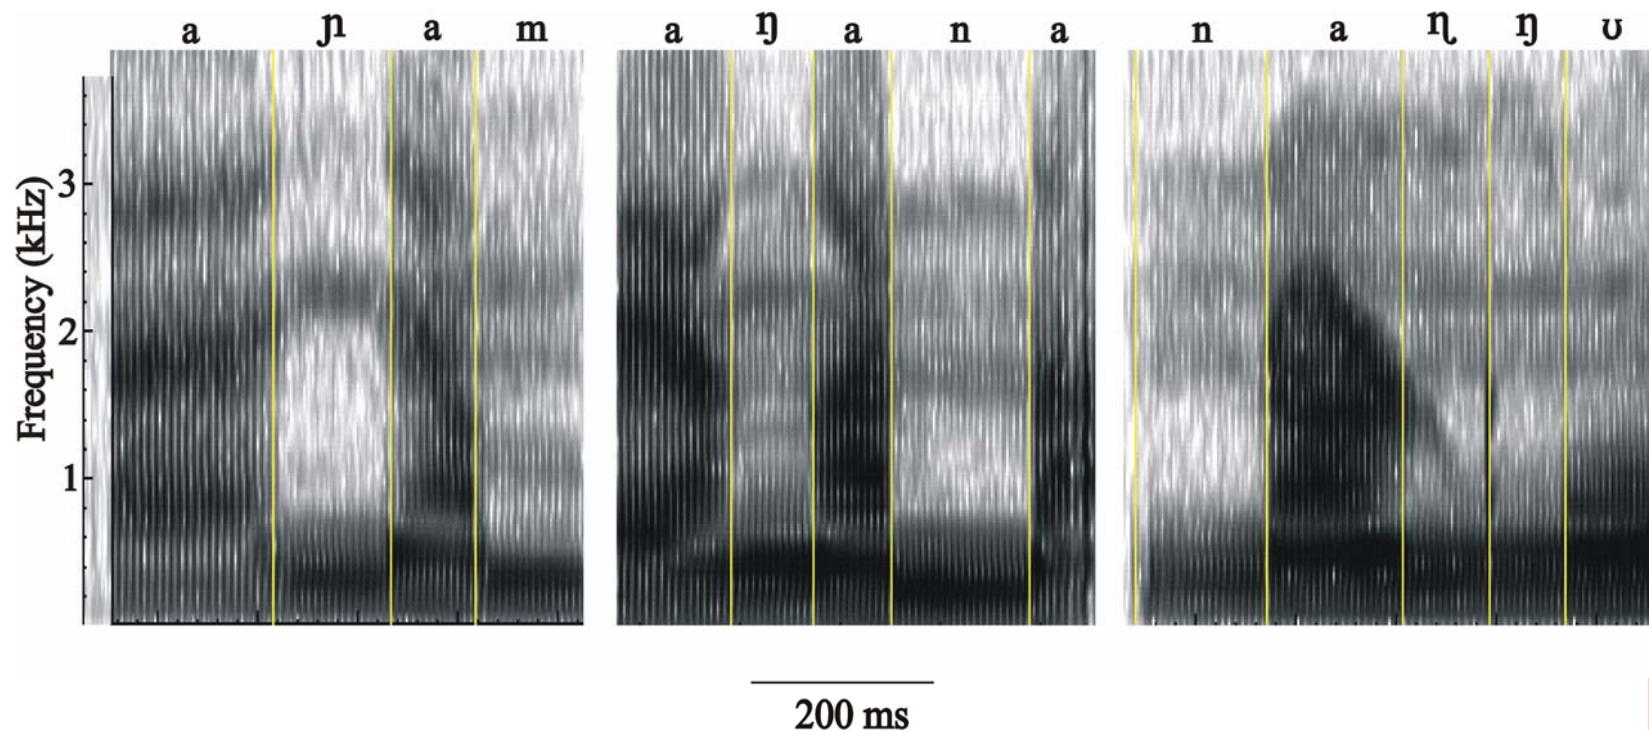 a ɲ a m a ŋ a n a n a ɳ ŋ ʊ
Frequency (kHz)
3
2
1
200 ms